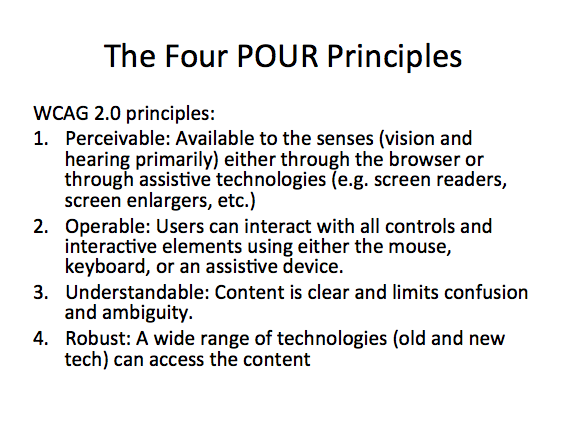 The Four POUR Principles
WCAG 2.0 principles:
1. Perceivable: Available to the senses (vision and
hearing primarily) either through the browser or
through assistive technologies (e.g. screen readers,
screen enlargers, etc.)
2. Operable: Users can interact with all controls and
interactive elements using either the mouse,
keyboard, or an assistive device.
3. Understandable: Content is clear and limits confusion
and ambiguity.
4. Robust: A wide range of technologies (old and new
tech) can access the content